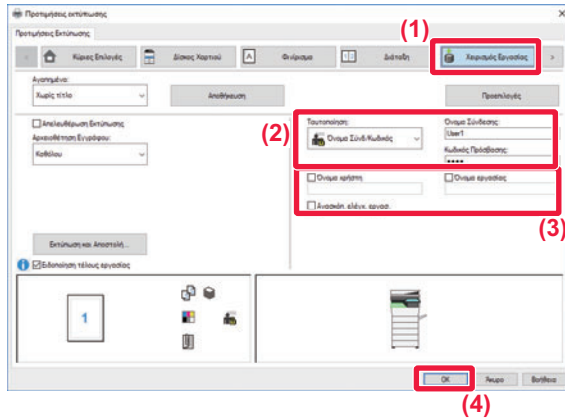 Προτιμήσεις εκτύπωσης
Προτιμήσεις Εκτύπωσης
(1)
Κύριες Επιλογές
Δίσκος Χαρτιού
Φινίρισμα
Διάταξη
Χειρισμός Εργασίας
Αγαπημένα:
Χωρίς τίτλο
Αποθήκευση
Προεπιλογές
Απελευθέρωση Εκτύπωσης
Αρχειοθέτηση Εγγράφου:
Καθόλου
(2)
Ταυτοποίηση:
Όνομα Σύνδ/Κωδικός
Όνομα Σύνδεσης:
User1
Κωδικός Πρόσβασης:
••••
Όνομα χρήστη
Όνομα εργασίας
Ανασκόπ. ελέγχ. εργασ.
(3)
Εκτύπωση και Αποστολή...
Ειδοποίηση τέλους εργασίας
1
OK
Άκυρο
Βοήθεια
(4)